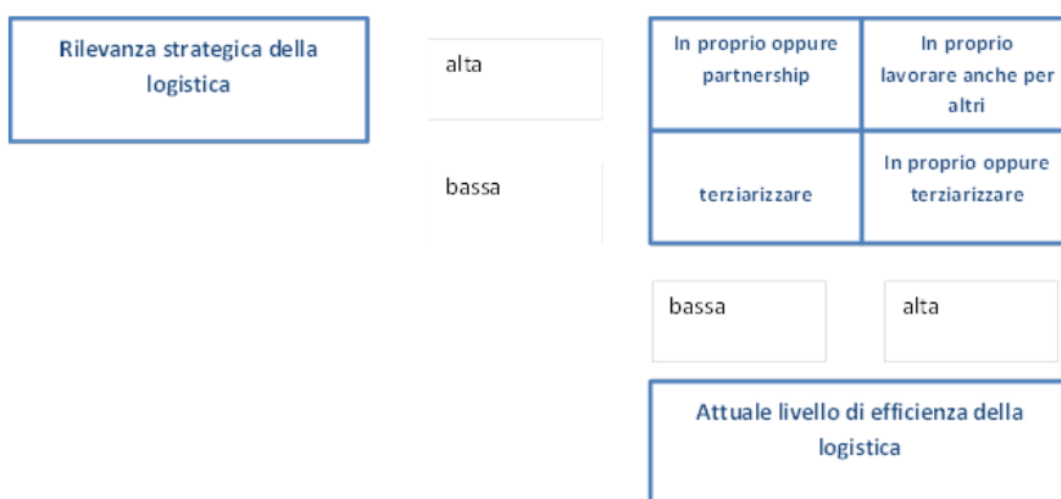 Rilevanza strategica della
logistica
alta
In proprio oppure
partnership
In proprio
lavorare anche per
altri
bassa
terziarizzare
In proprio oppure
terziarizzare
bassa
alta
Attuale livello di efficienza della
logistica